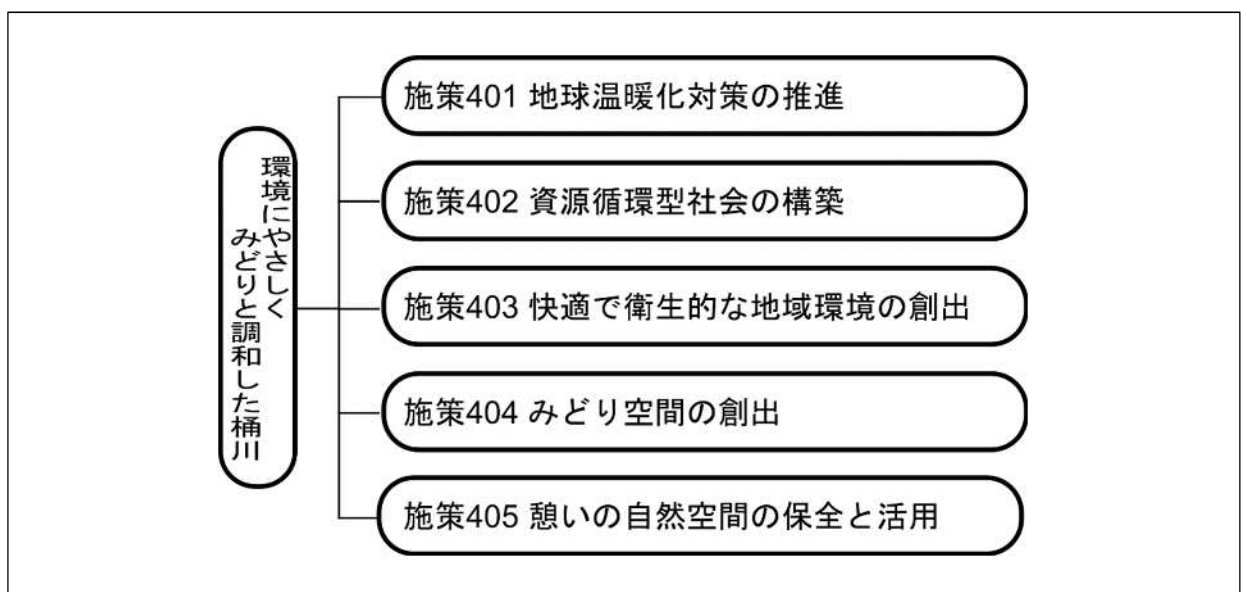 環境にやさしく
みどりと調和した桶川
施策401 地球温暖化対策の推進
施策402 資源循環型社会の構築
施策403 快適で衛生的な地域環境の創出
施策404 みどり空間の創出
施策405 憩いの自然空間の保全と活用